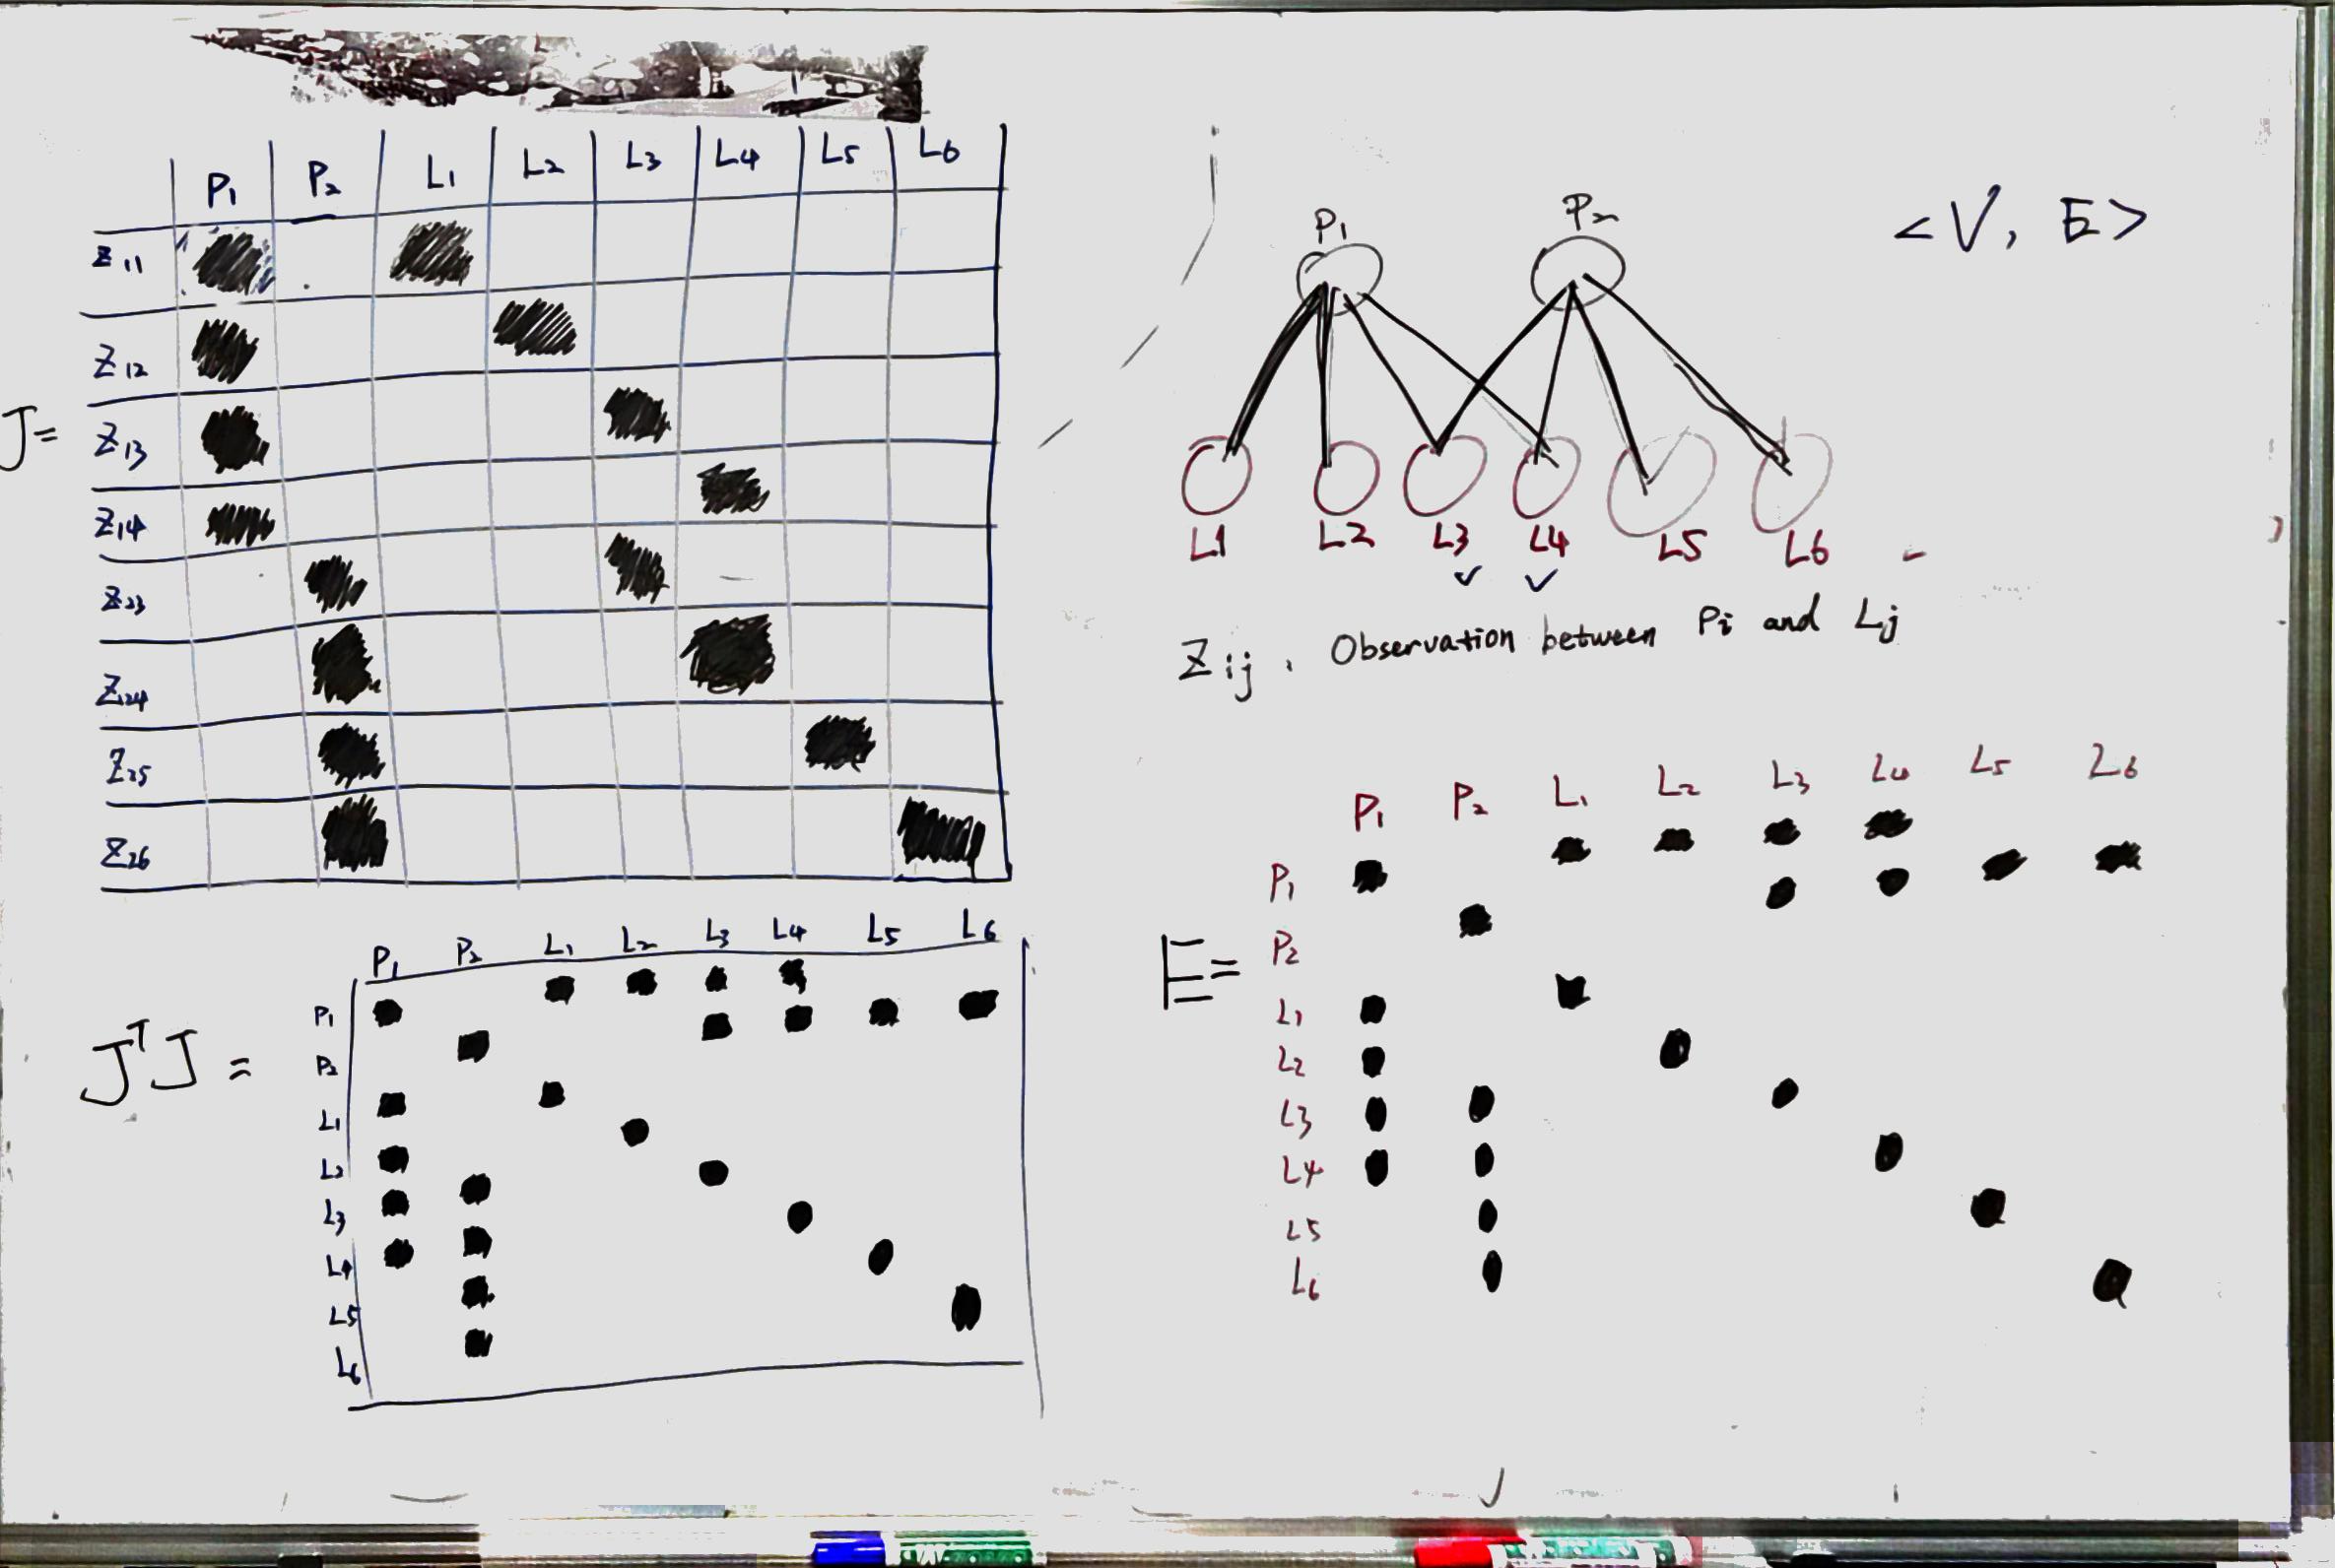 P₁ P₂ L₁ L2 L3 L4 L5 L6
J=
Z11
Z12
Z13
Z14
Z23
Z24
Z25
Z26
P₁ P₂
<V, E>
L1 L2 L3 L4 L5 L6
✓ ✓
Zij. Observation between Pi and Lj
JᵀJ =
P₁ P₂ L₁ L₂ L3 L4 L5 L6
P₁
P₂
L₁
L₂
L3
L4
L5
L6
E=
P₁ P₂ L₁ L₂ L3 L4 L5 L6
P₁
P₂
L₁
L₂
L3
L4
L5
L6